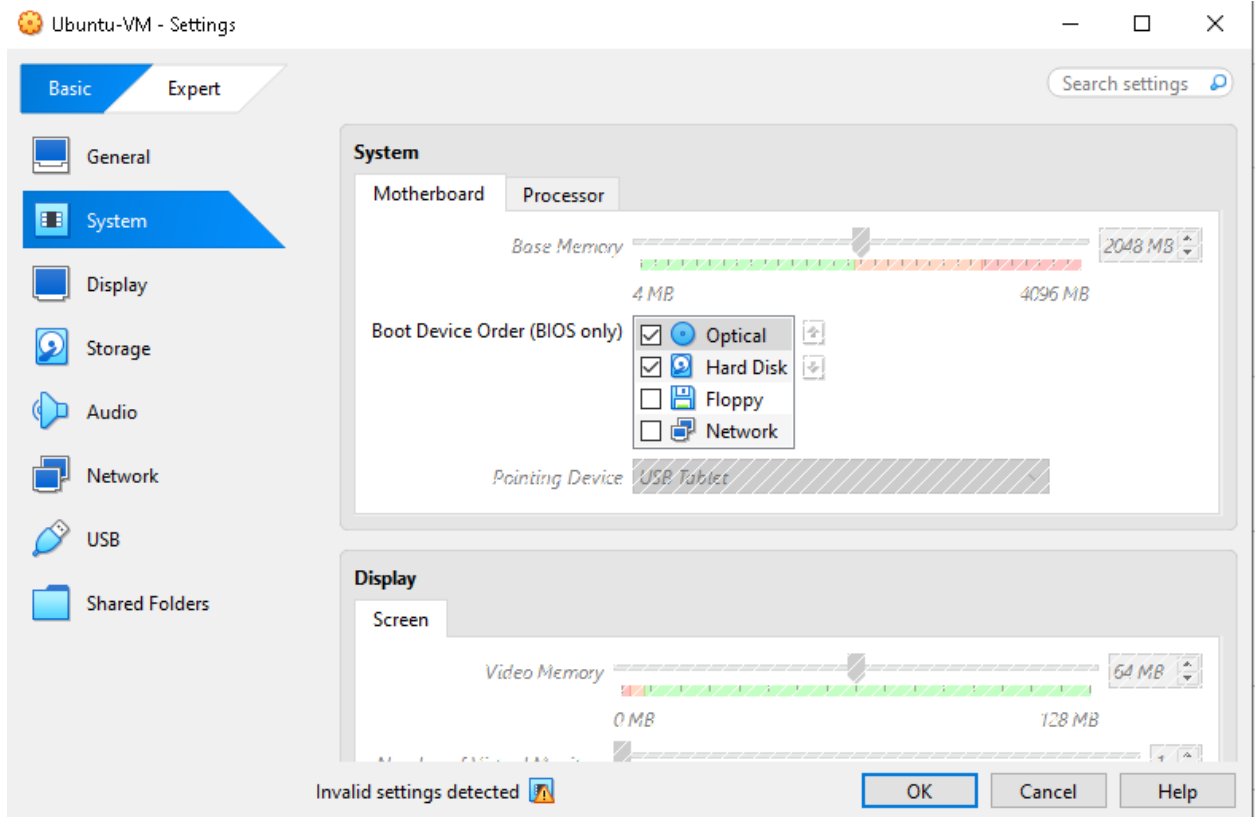 Ubuntu-VM - Settings
Basic Expert
Search settings
General
System
Display
Storage
Audio
Network
USB
Shared Folders
System
Motherboard Processor
Base Memory 2048 MB
4 MB 4096 MB
Boot Device Order (BIOS only)
Optical
Hard Disk
Floppy
Network
Pointing Device USB Tablet
Display
Screen
Video Memory 64 MB
0 MB 128 MB
1
Invalid settings detected OK Cancel Help